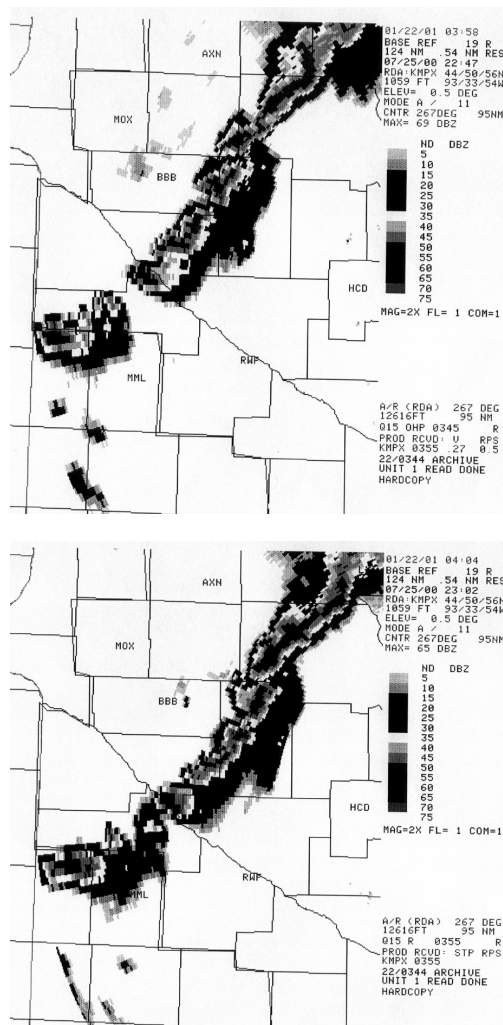 01/22/01 03:58
BASE REF 19 R
124 NM .54 NM RES
07/25/00 22:47
RDA:KMPX 44/50/56N
1059 FT 93/33/54W
ELEV= 0.5 DEG
MODE A / 11
CNTR 267DEG 95NM
MAX= 69 DBZ
ND DBZ
5
10
15
20
25
30
35
40
45
50
55
60
65
70
75
MAG=2X FL= 1 COM=1
A/R (RDA) 267 DEG
12616FT 95 NM
Q15 OHP 0345 R
PROD RCVD: V RPS
KMPX 0355 .27 0.5
22/0344 ARCHIVE
UNIT 1 READ DONE
HARDCOPY
AXN
MOX
BBB
HCD
RWF
MML
01/22/01 04:04
BASE REF 19 R
124 NM .54 NM RES
07/25/00 23:02
RDA:KMPX 44/50/56N
1059 FT 93/33/54W
ELEV= 0.5 DEG
MODE A / 11
CNTR 267DEG 95NM
MAX= 65 DBZ
ND DBZ
5
10
15
20
25
30
35
40
45
50
55
60
65
70
75
MAG=2X FL= 1 COM=1
A/R (RDA) 267 DEG
12616FT 95 NM
Q15 R 0355 R
PROD RCVD: STP RPS
KMPX 0355
22/0344 ARCHIVE
UNIT 1 READ DONE
HARDCOPY
AXN
MOX
BBB
HCD
RWF
MML